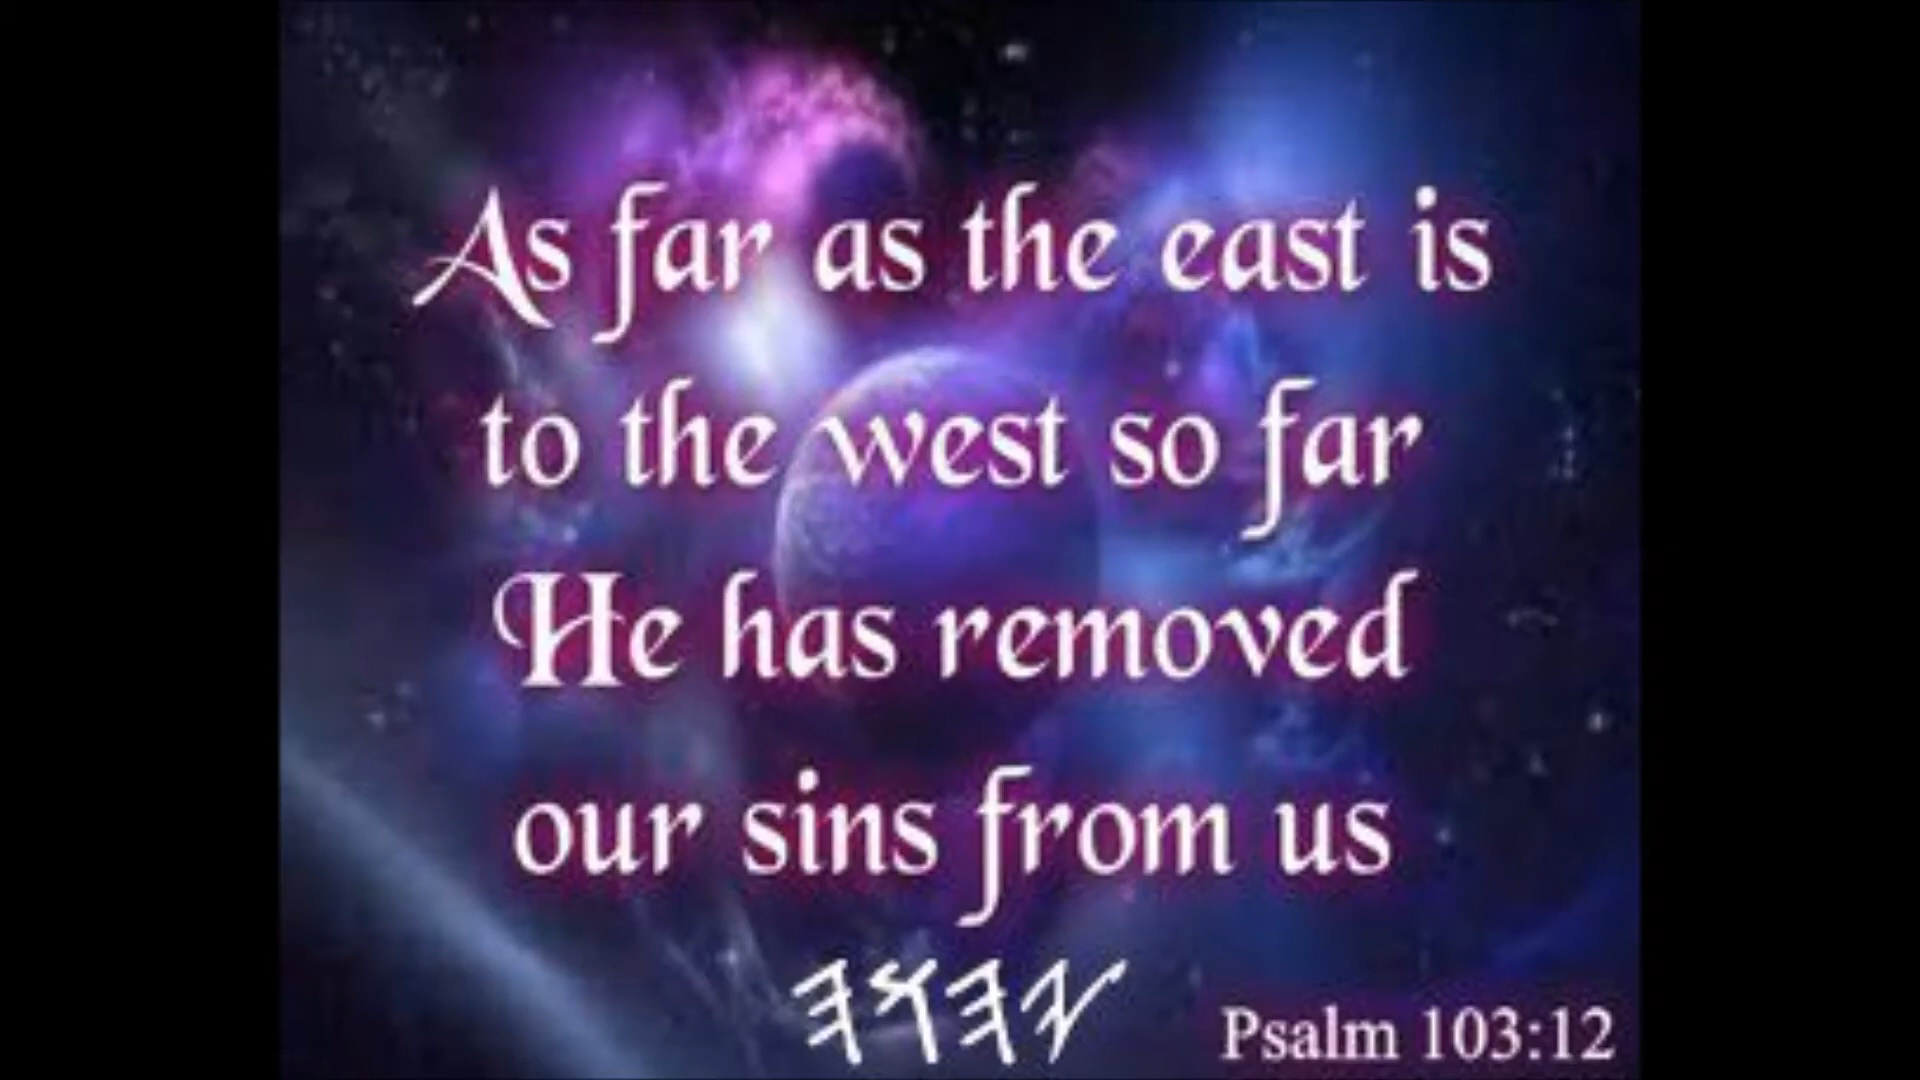 As far as the east is
to the west so far
He has removed
our sins from us
𐤉𐤄𐤅𐤄
Psalm 103:12